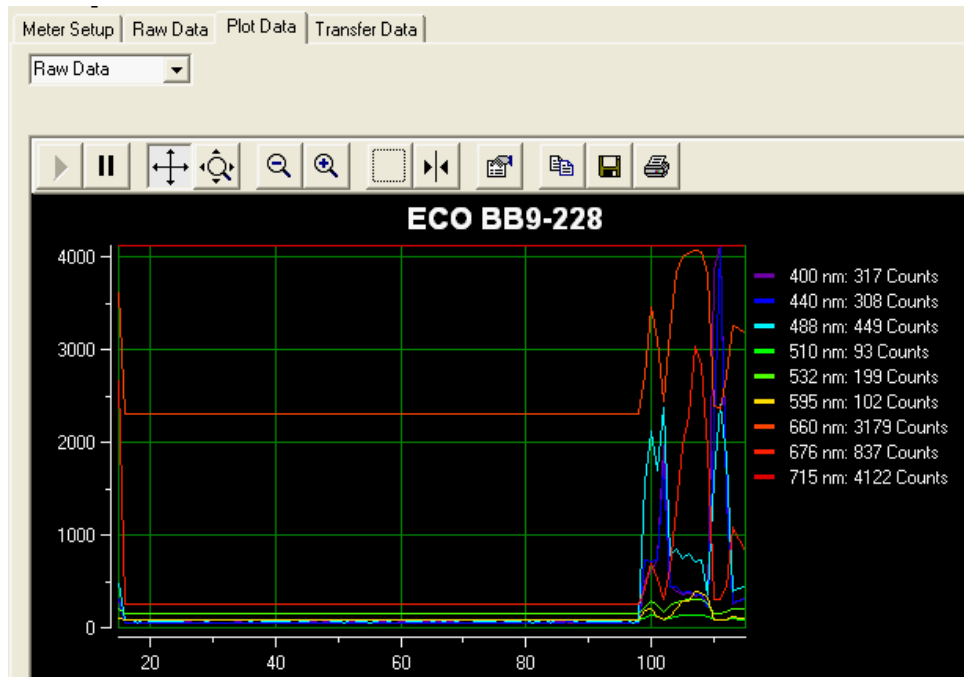 Meter Setup Raw Data Plot Data Transfer Data
Raw Data
ECO BB9-228
4000
3000
2000
1000
0
20 40 60 80 100
400 nm: 317 Counts
440 nm: 308 Counts
488 nm: 449 Counts
510 nm: 93 Counts
532 nm: 199 Counts
595 nm: 102 Counts
660 nm: 3179 Counts
676 nm: 837 Counts
715 nm: 4122 Counts